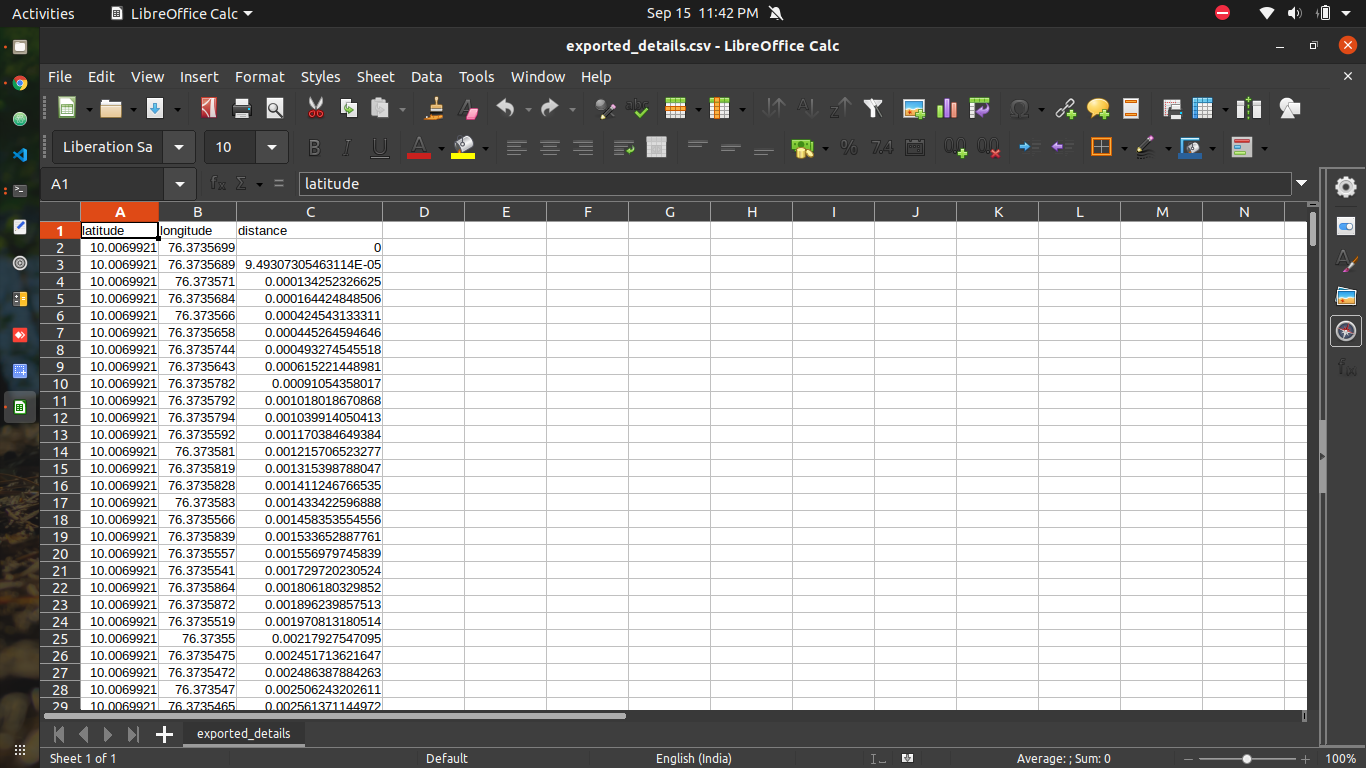 Activities LibreOffice Calc Sep 15 11:42 PM
exported_details.csv - LibreOffice Calc
File Edit View Insert Format Styles Sheet Data Tools Window Help
Liberation Sa 10
A1 latitude
A B C D E F G H I J K L M N
1 latitude longitude distance
2 10.0069921 76.3735699 0
3 10.0069921 76.3735689 9.49307305463114E-05
4 10.0069921 76.373571 0.000134252326625
5 10.0069921 76.3735684 0.000164424848506
6 10.0069921 76.373566 0.000424543133311
7 10.0069921 76.3735658 0.000445264594646
8 10.0069921 76.3735744 0.000493274545518
9 10.0069921 76.3735643 0.000615221448981
10 10.0069921 76.3735782 0.00091054358017
11 10.0069921 76.3735792 0.001018018670868
12 10.0069921 76.3735794 0.001039914050413
13 10.0069921 76.3735592 0.001170384649384
14 10.0069921 76.373581 0.001215706523277
15 10.0069921 76.3735819 0.001315398788047
16 10.0069921 76.3735828 0.001411246766535
17 10.0069921 76.373583 0.001433422596888
18 10.0069921 76.3735566 0.001458353554556
19 10.0069921 76.3735839 0.001533652887761
20 10.0069921 76.3735557 0.001556979745839
21 10.0069921 76.3735541 0.001729720230524
22 10.0069921 76.3735864 0.001806180329852
23 10.0069921 76.3735872 0.001896239857513
24 10.0069921 76.3735519 0.001970813180514
25 10.0069921 76.37355 0.00217927547095
26 10.0069921 76.3735475 0.002451713621647
27 10.0069921 76.3735472 0.002486387884263
28 10.0069921 76.373547 0.002506243202611
29 10.0069921 76.3735465 0.002561371144972
exported_details
Sheet 1 of 1 Default English (India) Average: ; Sum: 0 100%